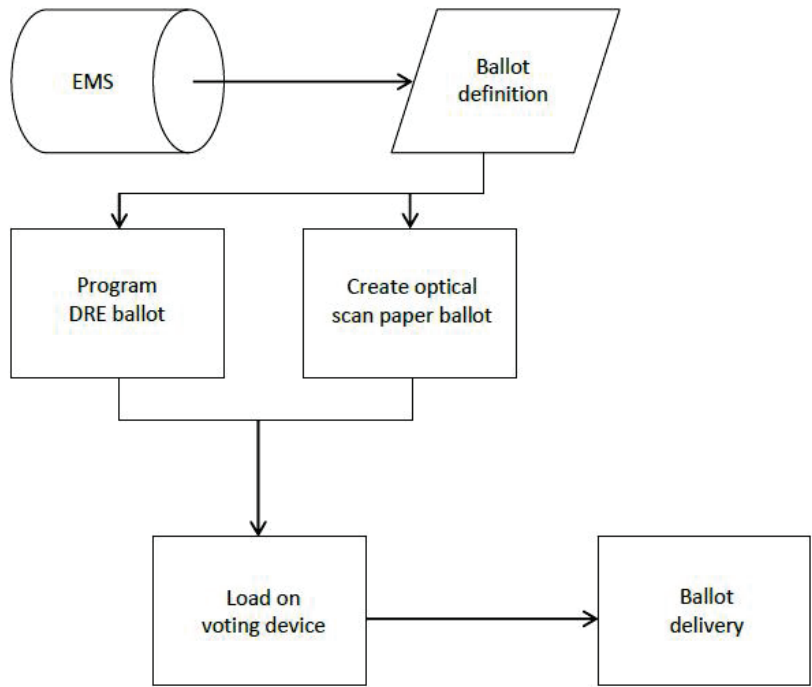 EMS
Ballot
definition
Program
DRE ballot
Create optical
scan paper ballot
Load on
voting device
Ballot
delivery